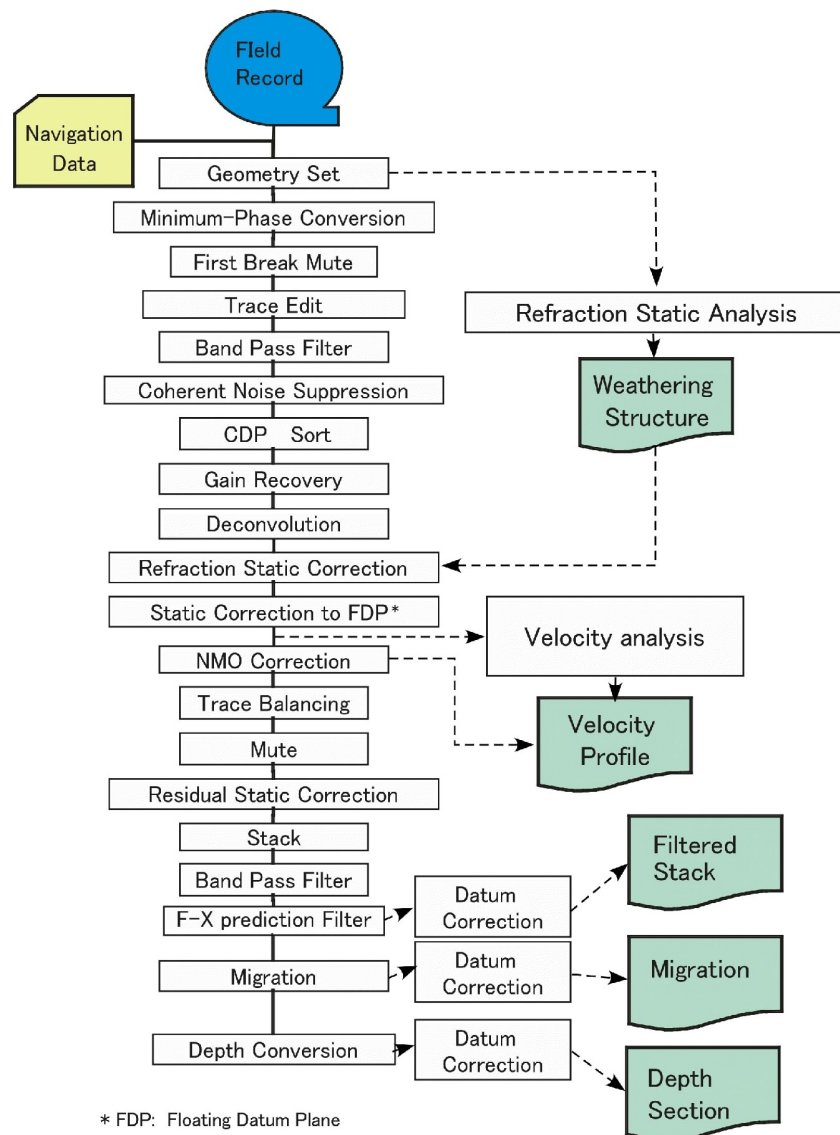 FIeld
Record
Navigation
Data
Geometry Set
Minimum-Phase Conversion
First Break Mute
Trace Edit
Band Pass Filter
Coherent Noise Suppression
CDP Sort
Gain Recovery
Deconvolution
Refraction Static Correction
Static Correction to FDP*
NMO Correction
Trace Balancing
Mute
Residual Static Correction
Stack
Band Pass Filter
F-X prediction Filter
Migration
Depth Conversion
Refraction Static Analysis
Weathering
Structure
Velocity analysis
Velocity
Profile
Datum
Correction
Filtered
Stack
Datum
Correction
Migration
Datum
Correction
Depth
Section
* FDP: Floating Datum Plane